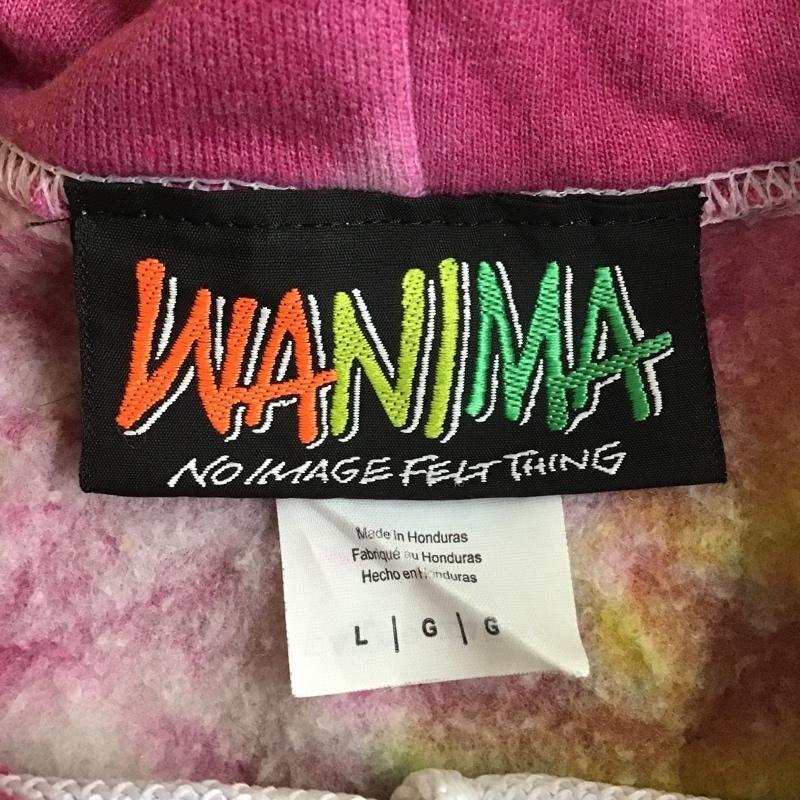 WANIMA
NO IMAGE FELT THING
Made in Honduras
Fabriqué au Honduras
Hecho en Honduras
L | G | G